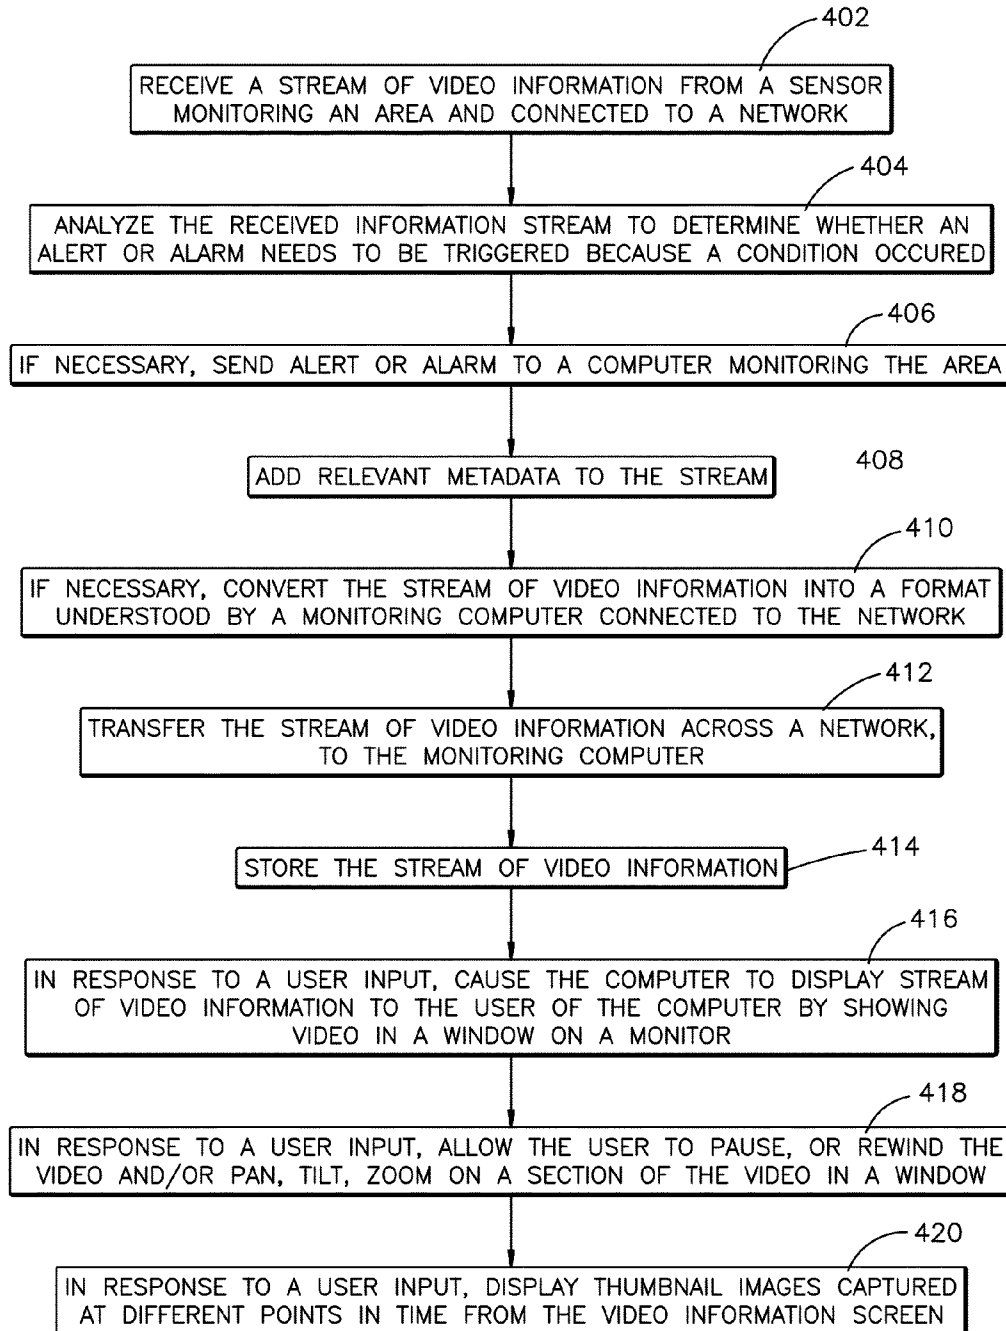 402
RECEIVE A STREAM OF VIDEO INFORMATION FROM A SENSOR
MONITORING AN AREA AND CONNECTED TO A NETWORK
404
ANALYZE THE RECEIVED INFORMATION STREAM TO DETERMINE WHETHER AN
ALERT OR ALARM NEEDS TO BE TRIGGERED BECAUSE A CONDITION OCCURED
406
IF NECESSARY, SEND ALERT OR ALARM TO A COMPUTER MONITORING THE AREA
408
ADD RELEVANT METADATA TO THE STREAM
410
IF NECESSARY, CONVERT THE STREAM OF VIDEO INFORMATION INTO A FORMAT
UNDERSTOOD BY A MONITORING COMPUTER CONNECTED TO THE NETWORK
412
TRANSFER THE STREAM OF VIDEO INFORMATION ACROSS A NETWORK,
TO THE MONITORING COMPUTER
414
STORE THE STREAM OF VIDEO INFORMATION
416
IN RESPONSE TO A USER INPUT, CAUSE THE COMPUTER TO DISPLAY STREAM
OF VIDEO INFORMATION TO THE USER OF THE COMPUTER BY SHOWING
VIDEO IN A WINDOW ON A MONITOR
418
IN RESPONSE TO A USER INPUT, ALLOW THE USER TO PAUSE, OR REWIND THE
VIDEO AND/OR PAN, TILT, ZOOM ON A SECTION OF THE VIDEO IN A WINDOW
420
IN RESPONSE TO A USER INPUT, DISPLAY THUMBNAIL IMAGES CAPTURED
AT DIFFERENT POINTS IN TIME FROM THE VIDEO INFORMATION SCREEN